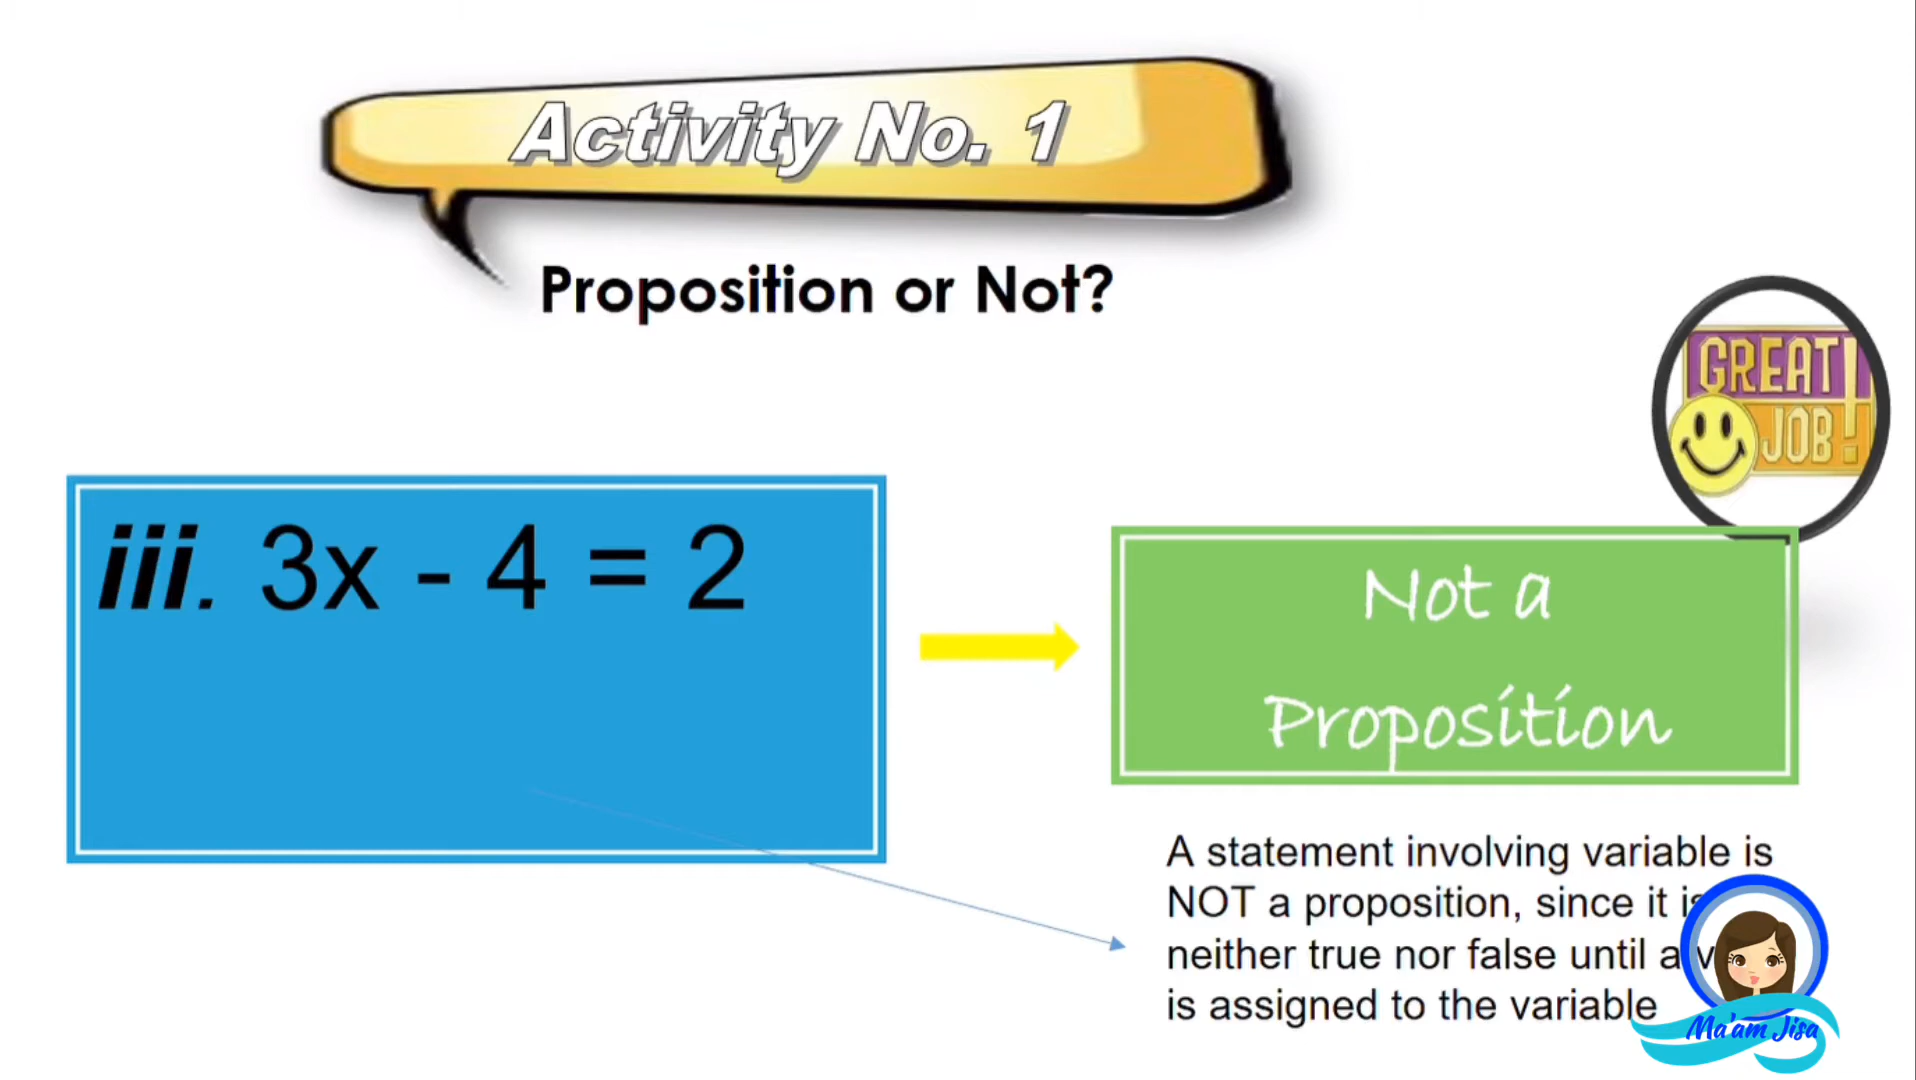 Activity No. 1
Proposition or Not?
GREAT!
JOB!
iii. 3x - 4 = 2
Not a
Proposition
A statement involving variable is
NOT a proposition, since it is
neither true nor false until a
is assigned to the variable
Ma'am Jisa